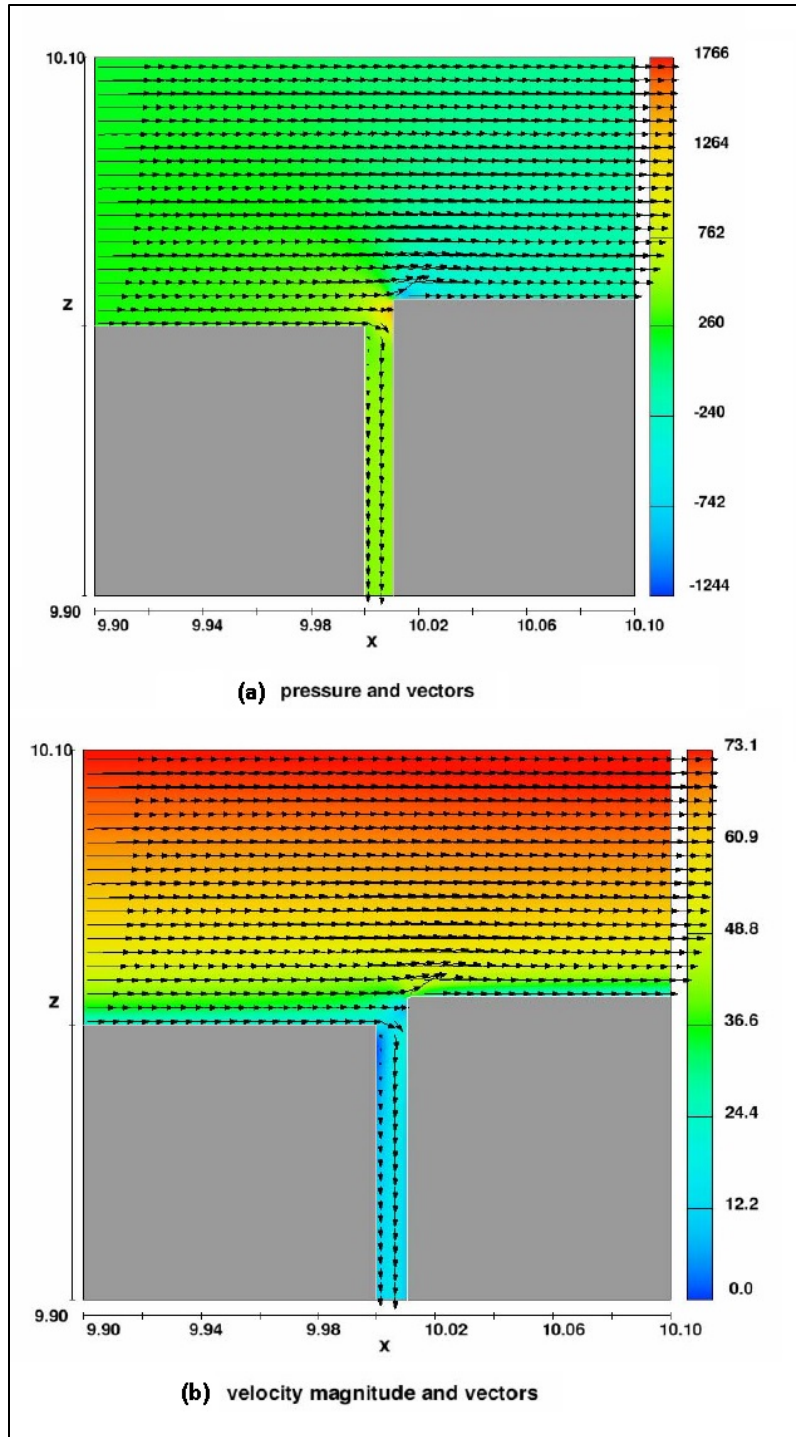 10.10
1766
1264
762
260
-240
-742
-1244
Z
9.90
9.90 9.94 9.98 10.02 10.06 10.10
X
(a) pressure and vectors
10.10
73.1
60.9
48.8
36.6
24.4
12.2
0.0
Z
9.90
9.90 9.94 9.98 10.02 10.06 10.10
X
(b) velocity magnitude and vectors